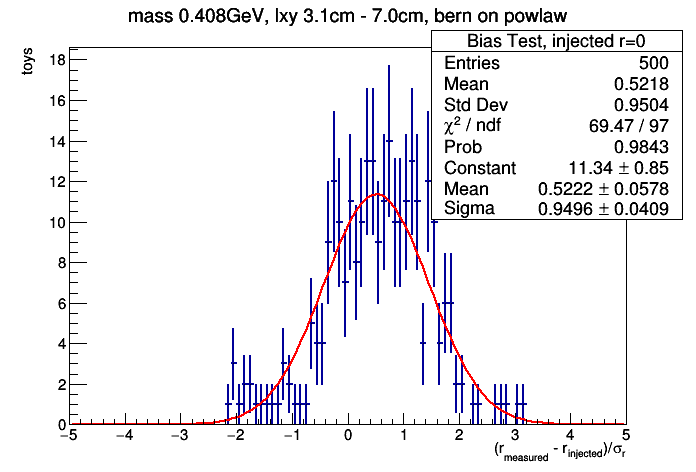 mass 0.408GeV, lxy 3.1cm - 7.0cm, bern on powlaw
toys
Bias Test, injected r=0
Entries 500
Mean 0.5218
Std Dev 0.9504
χ² / ndf 69.47 / 97
Prob 0.9843
Constant 11.34 ± 0.85
Mean 0.5222 ± 0.0578
Sigma 0.9496 ± 0.0409
18
16
14
12
10
8
6
4
2
0
−5 −4 −3 −2 −1 0 1 2 3 4 5
(r_measured - r_injected)/σ_r